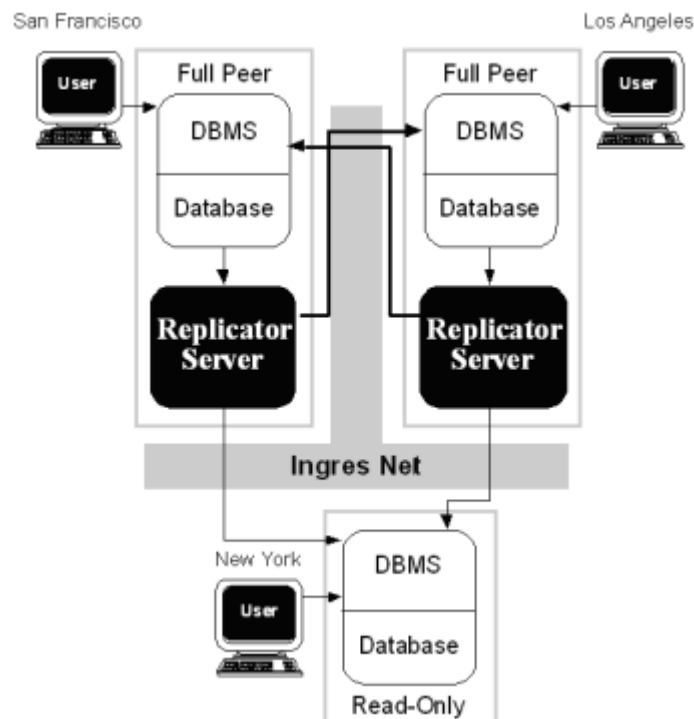 San Francisco
Los Angeles
User
Full Peer
Full Peer
User
DBMS
DBMS
Database
Database
Replicator
Server
Replicator
Server
Ingres Net
New York
User
DBMS
Database
Read-Only